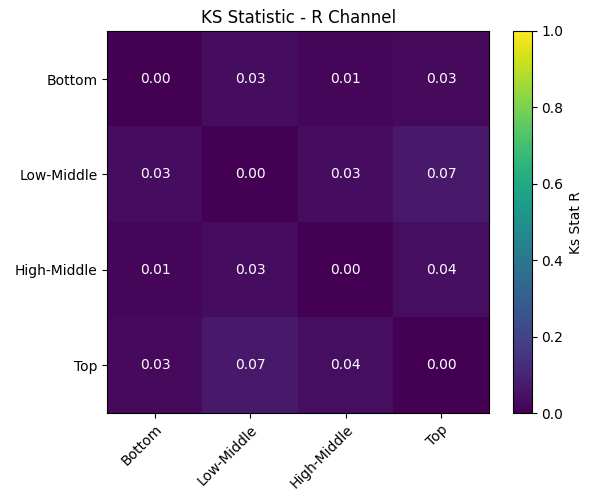 KS Statistic - R Channel
Bottom 0.00 0.03 0.01 0.03
Low-Middle 0.03 0.00 0.03 0.07
High-Middle 0.01 0.03 0.00 0.04
Top 0.03 0.07 0.04 0.00
Bottom Low-Middle High-Middle Top
1.0
0.8
0.6
0.4
0.2
0.0
Ks Stat R